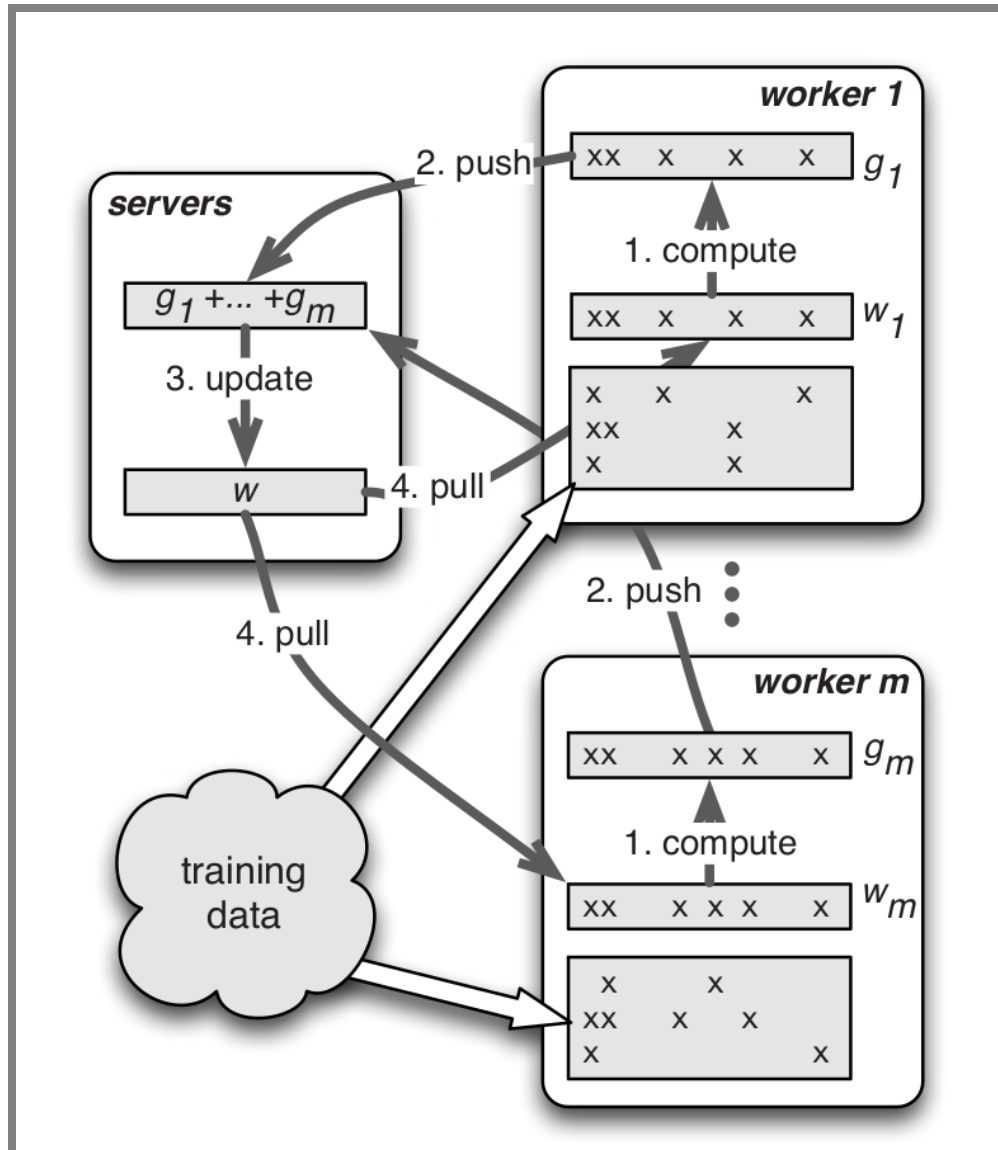 worker 1
xx x x x g1
2. push
servers
1. compute
g1 +... +gm
xx x x x w1
3. update
x x x
xx x
x x
w
4. pull
2. push
4. pull
worker m
xx x x x x gm
1. compute
training
data
xx x x x x wm
x x
xx x x
x x